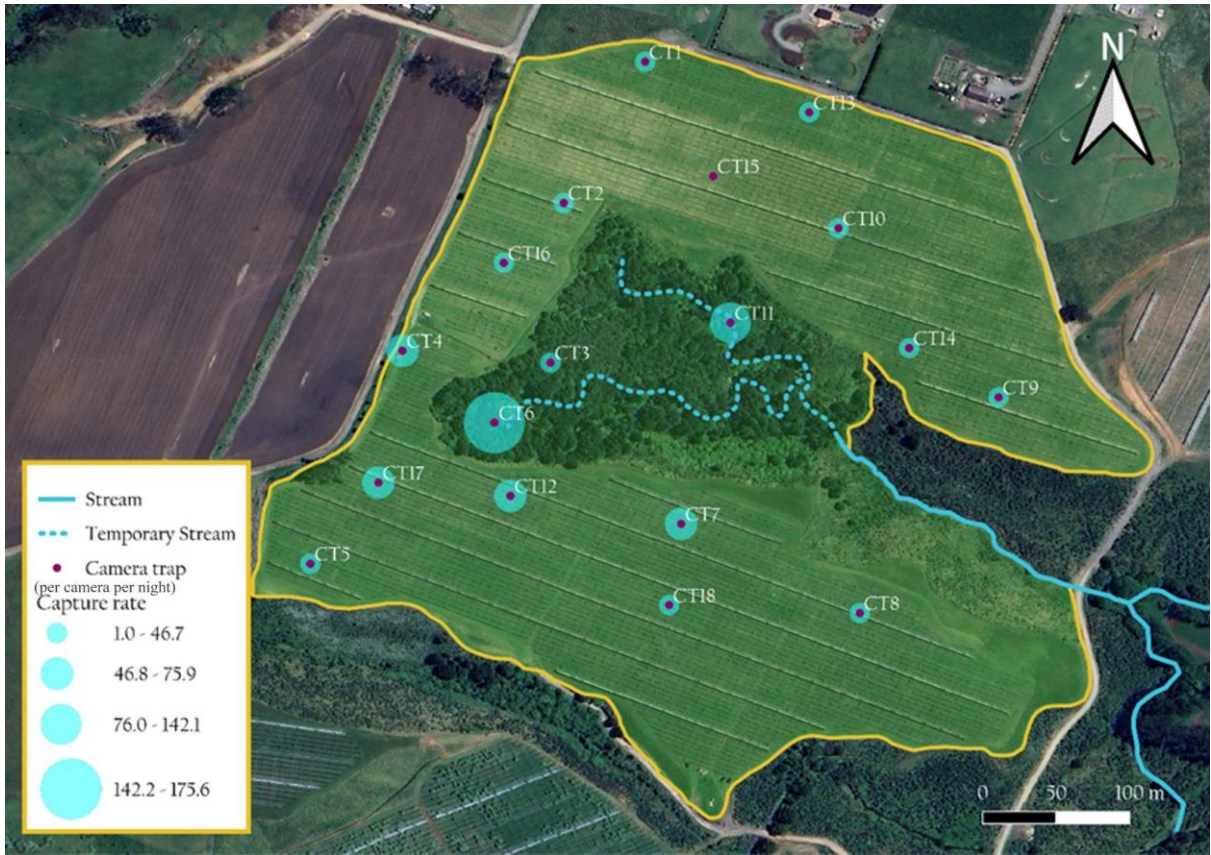 CT1
N
CT13
CT15
CT2
CT10
CT16
CT11
CT4
CT3
CT14
CT9
CT6
CT17
CT12
CT7
CT5
CT18
CT8
Stream
Temporary Stream
Camera trap
(per camera per night)
Capture rate
1.0 - 46.7
46.8 - 75.9
76.0 - 142.1
142.2 - 175.6
0 50 100 m